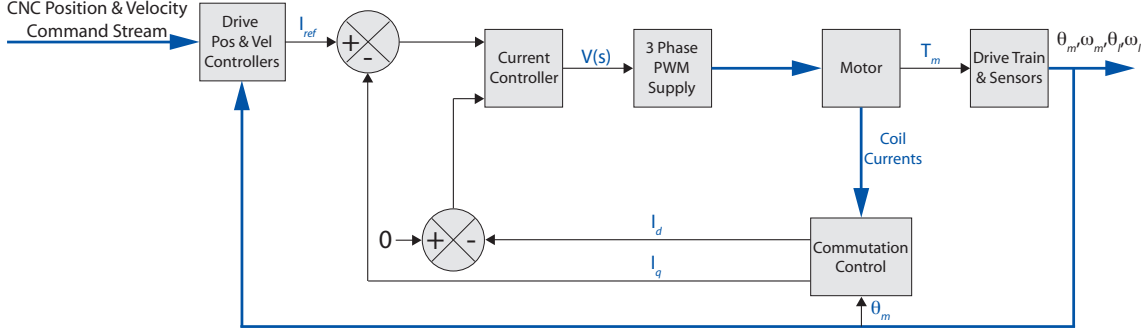 CNC Position & Velocity
Command Stream
Drive
Pos & Vel
Controllers
I_ref
+
-
Current
Controller
V(s)
3 Phase
PWM
Supply
Motor
T_m
Drive Train
& Sensors
θ_m,ω_m,θ_l,ω_l
Coil
Currents
0
+
-
I_d
I_q
Commutation
Control
θ_m